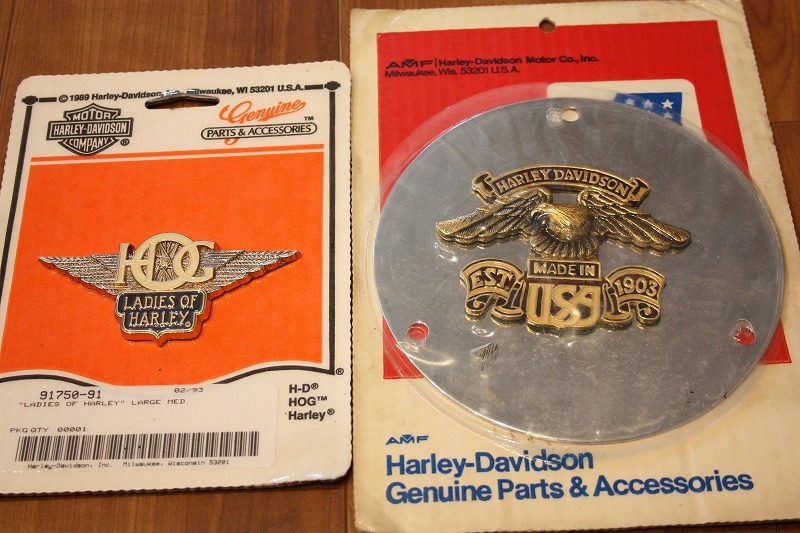 © 1989 Harley-Davidson, Inc. Milwaukee, WI 53201 U.S.A.
MOTOR
HARLEY-DAVIDSON
COMPANY ®
Genuine
PARTS & ACCESSORIES ™
HOG
LADIES OF
HARLEY ®
91750-91 02/93
"LADIES OF HARLEY" LARGE MED
PKG QTY 00001
Harley-Davidson, Inc. Milwaukee, Wisconsin 53201
H-D®
HOG™
Harley®
AMF Harley-Davidson Motor Co., Inc.
Milwaukee, Wis. 53201 U.S.A.
HARLEY DAVIDSON
MADE IN
EST. USA 1903
AMF
Harley-Davidson
Genuine Parts & Accessories